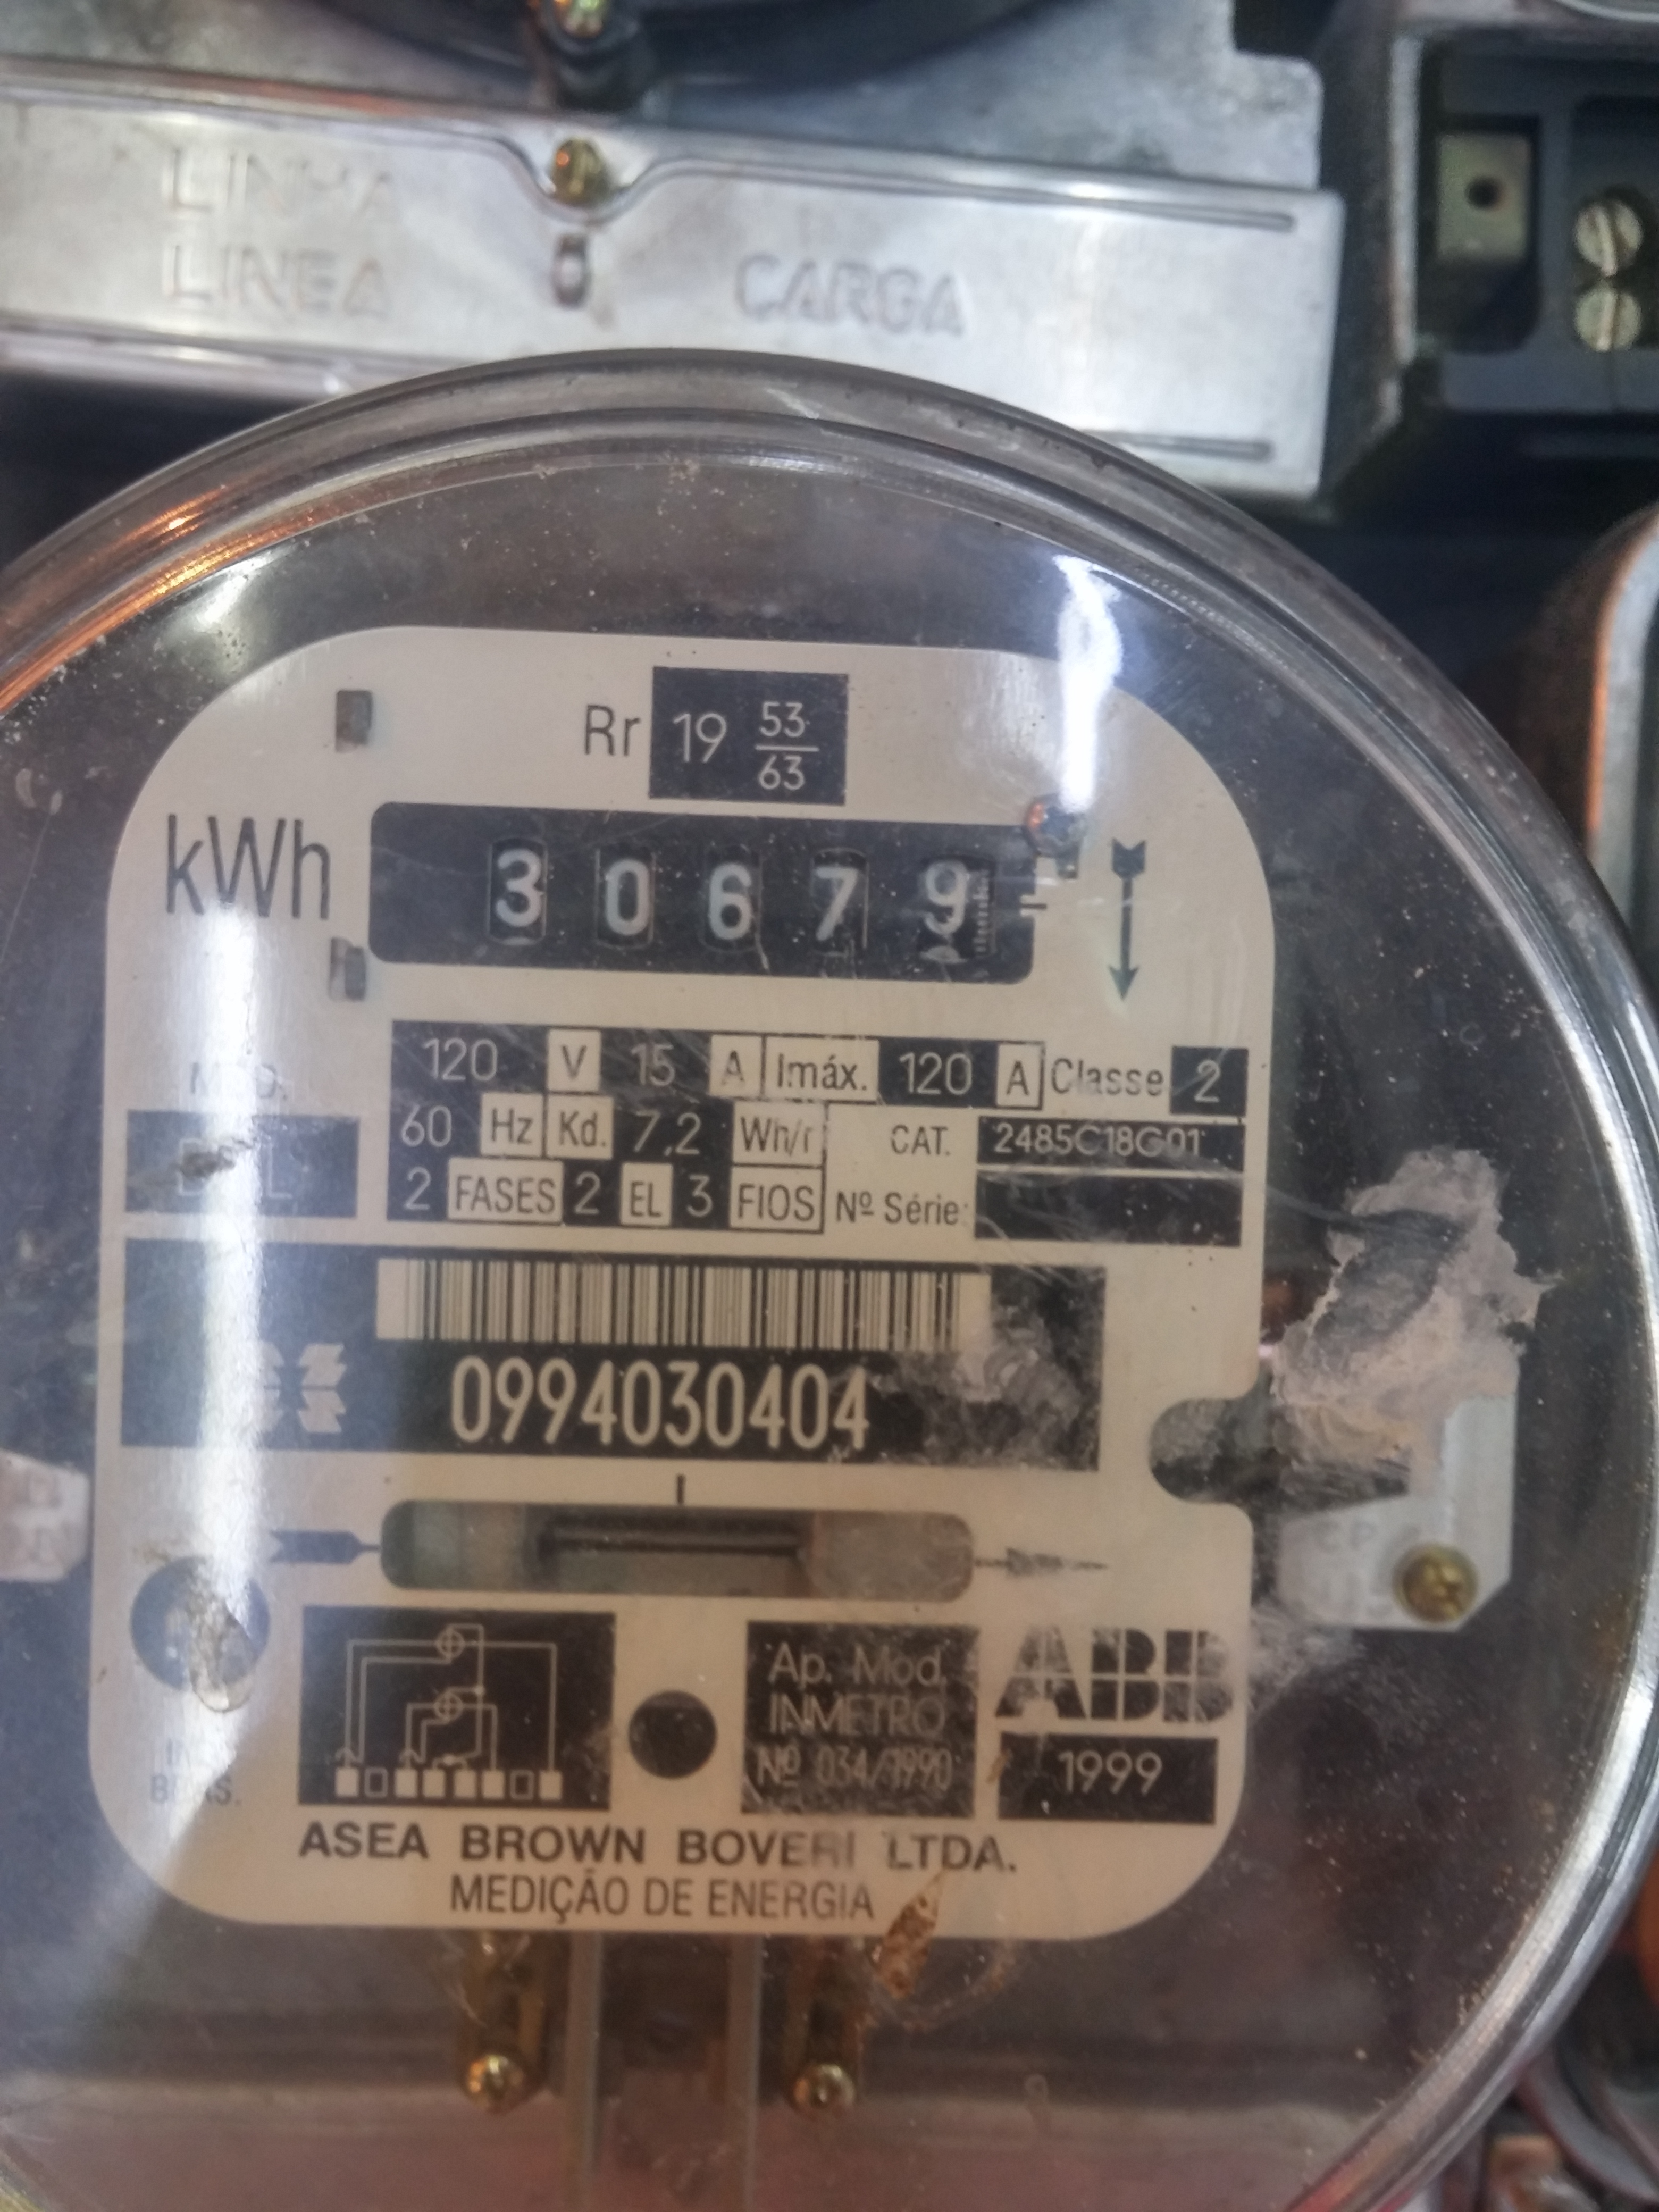 LINHA
LINEA CARGA
Rr 19 53/63
kWh 30679
MOD.
120 V 15 A Imáx. 120 A Classe 2
60 Hz Kd. 7,2 Wh/r CAT. 2485C18G01
2 FASES 2 EL 3 FIOS Nº Série:
0994030404
Ap. Mod.
INMETRO
Nº 034/1990
ABB
1999
ASEA BROWN BOVERI LTDA.
MEDIÇÃO DE ENERGIA